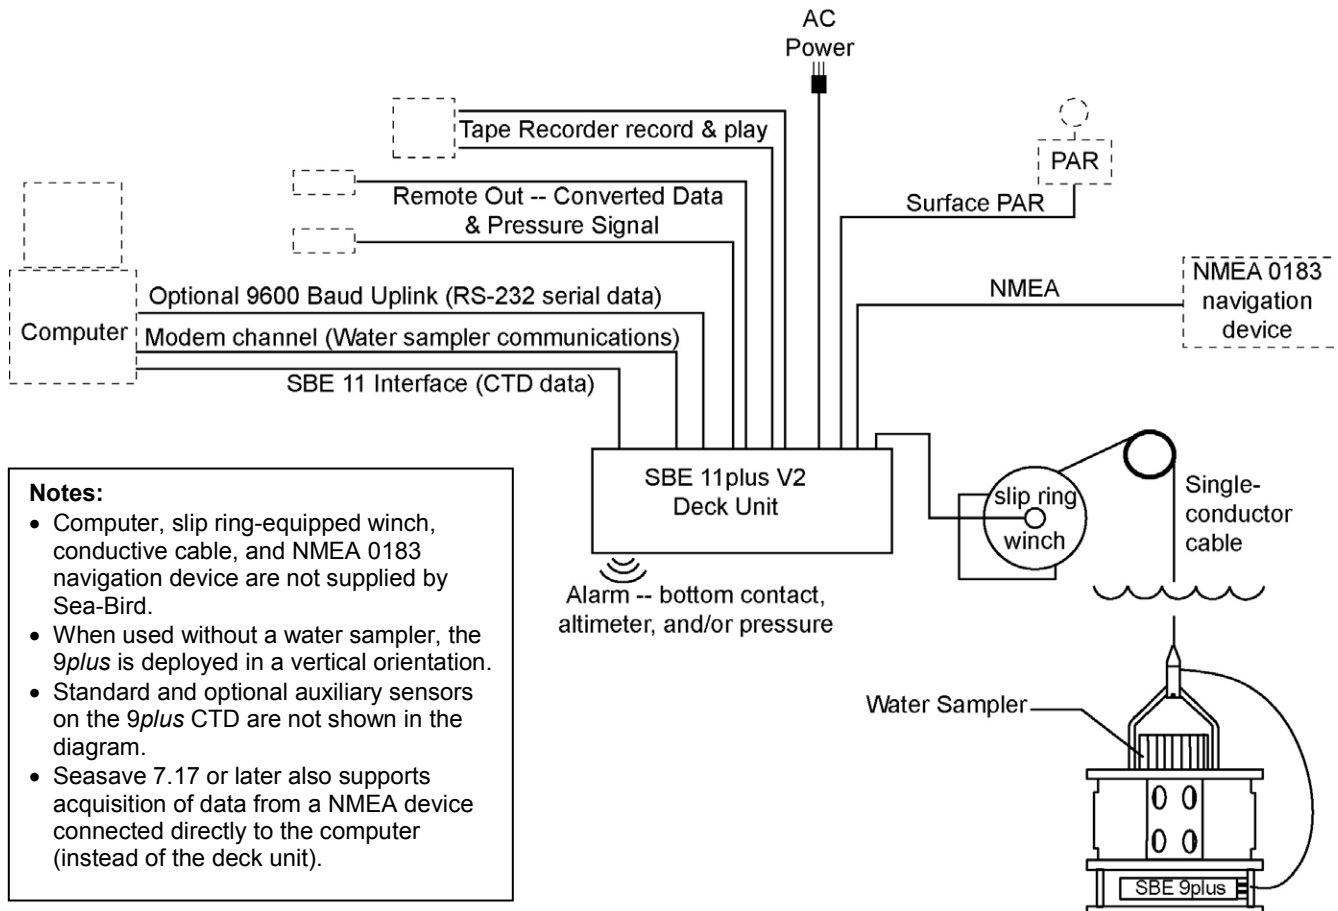 AC
Power
Tape Recorder record & play
PAR
Remote Out -- Converted Data
& Pressure Signal
Surface PAR
NMEA 0183
navigation
device
NMEA
Optional 9600 Baud Uplink (RS-232 serial data)
Computer
Modem channel (Water sampler communications)
SBE 11 Interface (CTD data)
SBE 11plus V2
Deck Unit
slip ring
winch
Single-
conductor
cable
Alarm -- bottom contact,
altimeter, and/or pressure
Water Sampler
SBE 9plus
Notes:
• Computer, slip ring-equipped winch,
conductive cable, and NMEA 0183
navigation device are not supplied by
Sea-Bird.
• When used without a water sampler, the
9plus is deployed in a vertical orientation.
• Standard and optional auxiliary sensors
on the 9plus CTD are not shown in the
diagram.
• Seasave 7.17 or later also supports
acquisition of data from a NMEA device
connected directly to the computer
(instead of the deck unit).